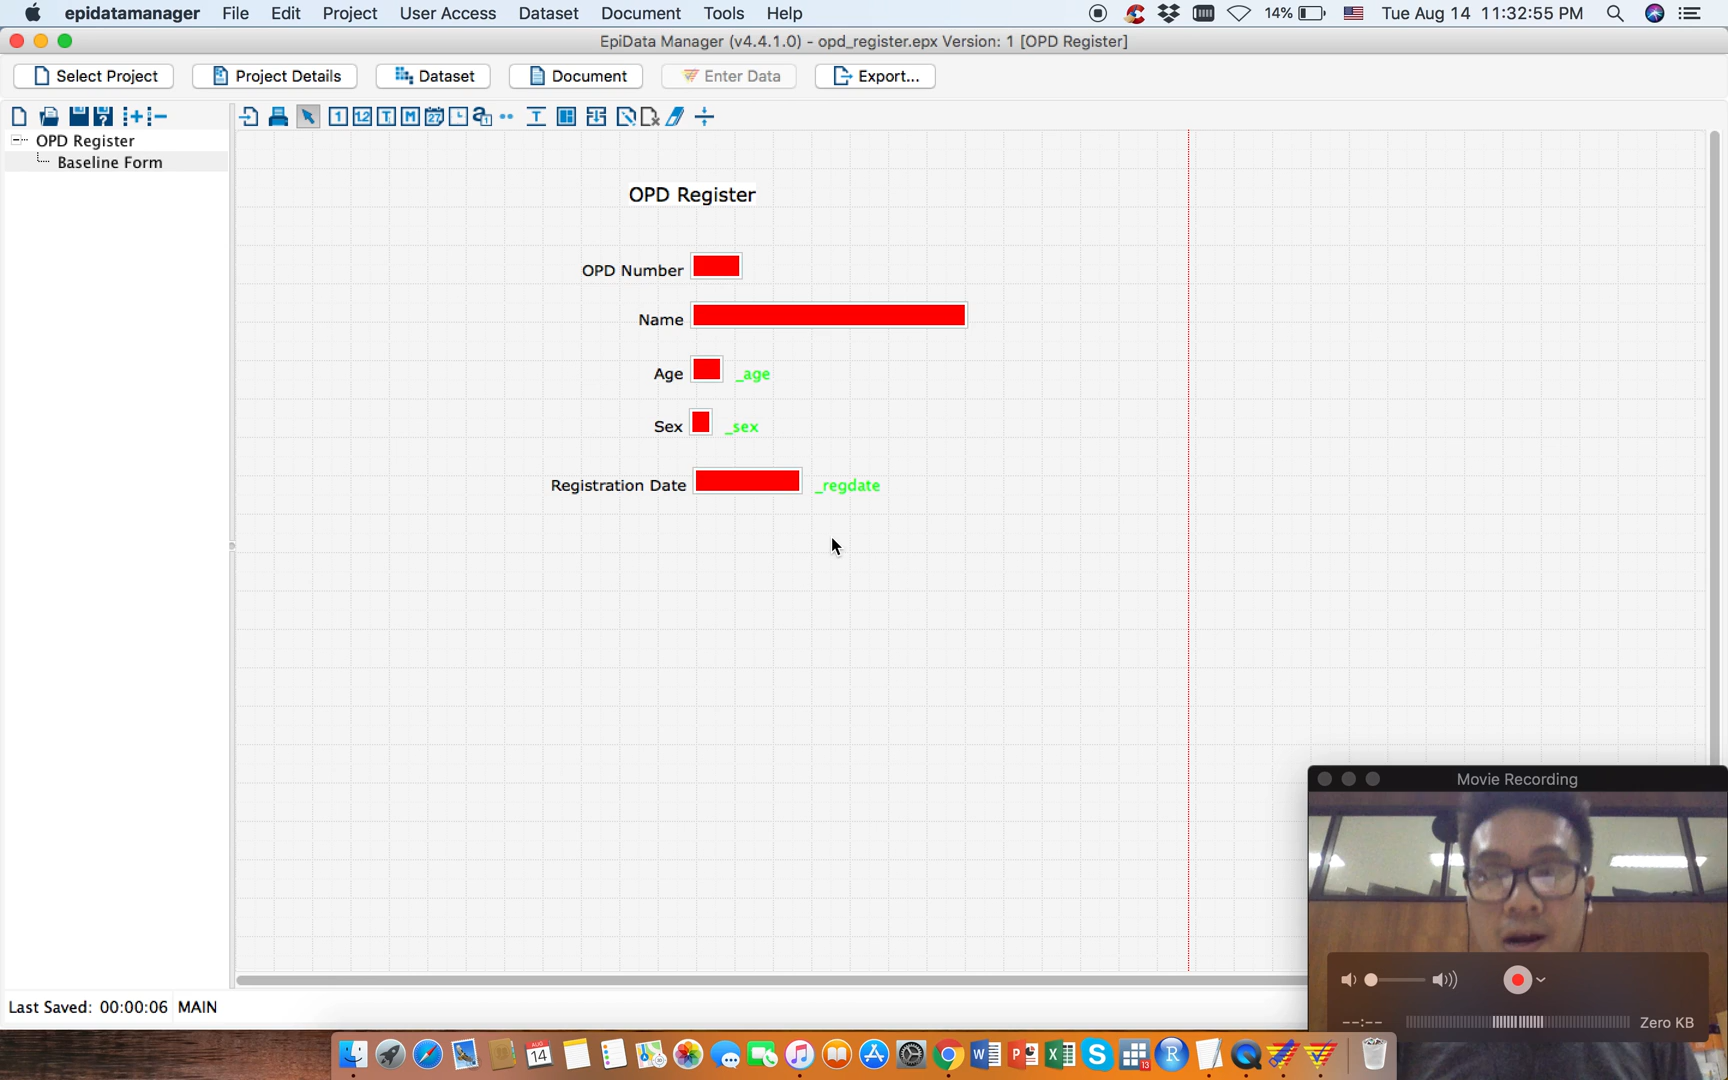 epidatamanager File Edit Project User Access Dataset Document Tools Help 14% Tue Aug 14 11:32:55 PM
EpiData Manager (v4.4.1.0) - opd_register.epx Version: 1 [OPD Register]
Select Project Project Details Dataset Document Enter Data Export...
OPD Register
Baseline Form
OPD Register
OPD Number
Name
Age _age
Sex _sex
Registration Date _regdate
Movie Recording
--:-- Zero KB
Last Saved: 00:00:06 MAIN
AUG
14
13